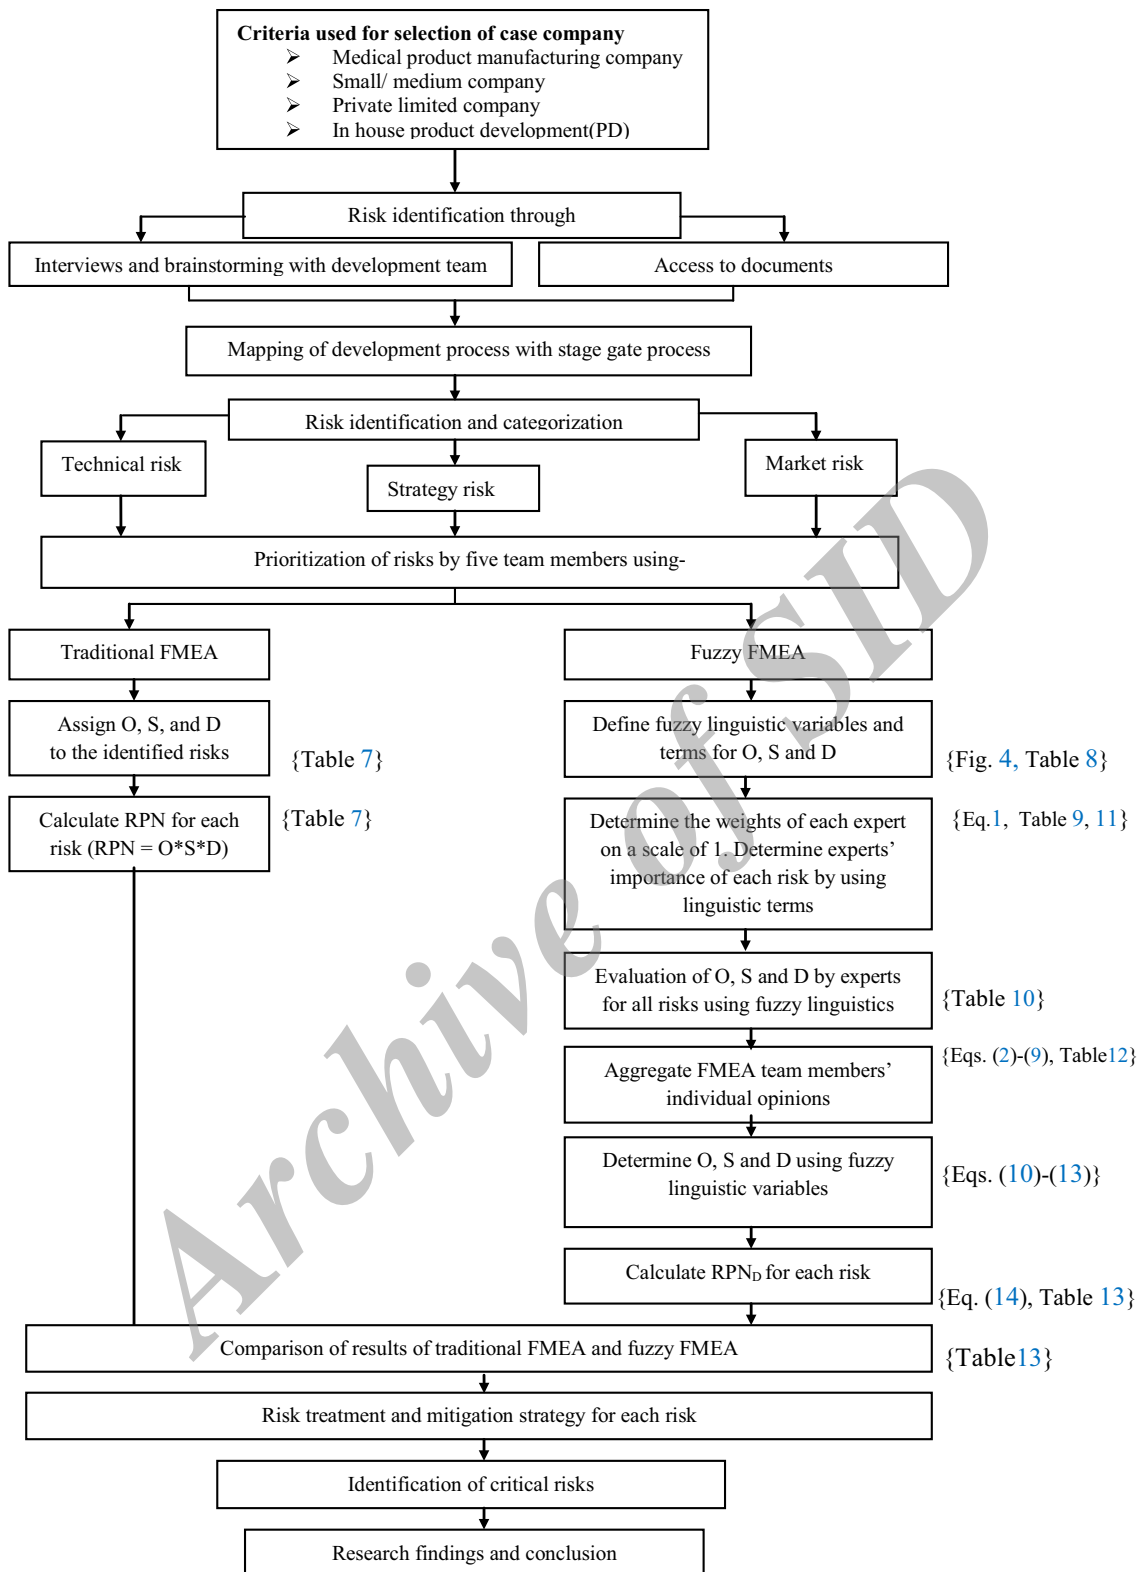 Criteria used for selection of case company
➢ Medical product manufacturing company
➢ Small/ medium company
➢ Private limited company
➢ In house product development(PD)
Risk identification through
Interviews and brainstorming with development team
Access to documents
Mapping of development process with stage gate process
Risk identification and categorization
Technical risk
Strategy risk
Market risk
Prioritization of risks by five team members using-
Traditional FMEA
Fuzzy FMEA
Assign O, S, and D
to the identified risks
{Table 7}
Define fuzzy linguistic variables and
terms for O, S and D
{Fig. 4, Table 8}
Calculate RPN for each
risk (RPN = O*S*D)
{Table 7}
Determine the weights of each expert
on a scale of 1. Determine experts’
importance of each risk by using
linguistic terms
{Eq.1, Table 9, 11}
Evaluation of O, S and D by experts
for all risks using fuzzy linguistics
{Table 10}
Aggregate FMEA team members’
individual opinions
{Eqs. (2)-(9), Table12}
Determine O, S and D using fuzzy
linguistic variables
{Eqs. (10)-(13)}
Calculate RPND for each risk
{Eq. (14), Table 13}
Comparison of results of traditional FMEA and fuzzy FMEA
{Table13}
Risk treatment and mitigation strategy for each risk
Identification of critical risks
Research findings and conclusion
Archive of SID